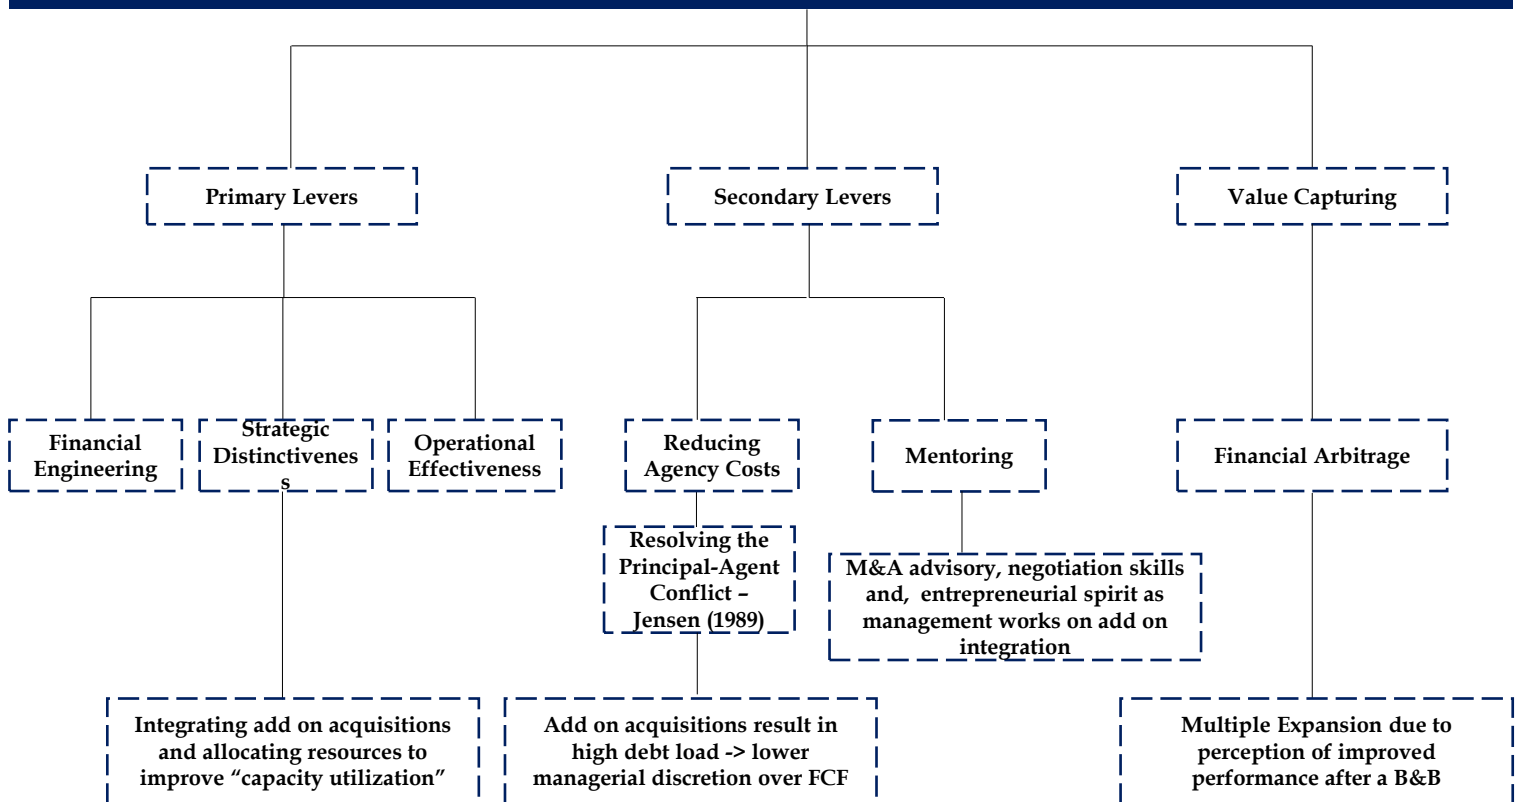 Primary Levers
Secondary Levers
Value Capturing
Financial
Engineering
Strategic
Distinctivenes
s
Operational
Effectiveness
Reducing
Agency Costs
Mentoring
Financial Arbitrage
Resolving the
Principal-Agent
Conflict –
Jensen (1989)
M&A advisory, negotiation skills
and, entrepreneurial spirit as
management works on add on
integration
Integrating add on acquisitions
and allocating resources to
improve “capacity utilization”
Add on acquisitions result in
high debt load -> lower
managerial discretion over FCF
Multiple Expansion due to
perception of improved
performance after a B&B